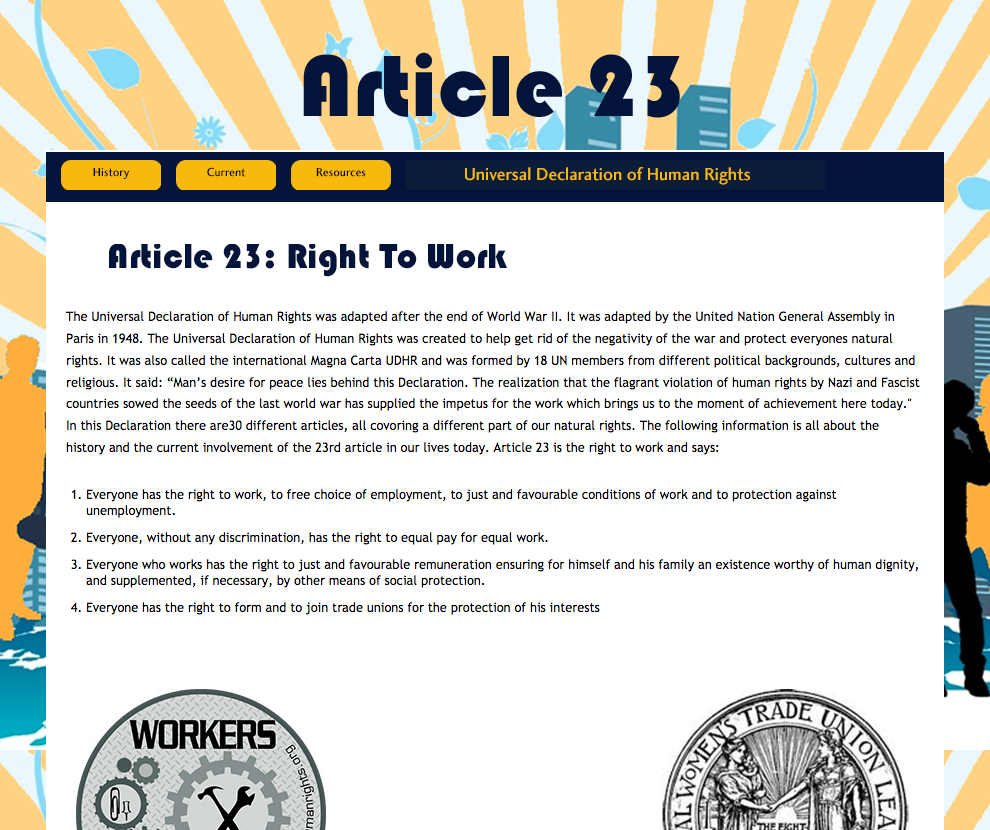 Article 23
History
Current
Resources
Universal Declaration of Human Rights
Article 23: Right To Work
The Universal Declaration of Human Rights was adapted after the end of World War II. It was adapted by the United Nation General Assembly in
Paris in 1948. The Universal Declaration of Human Rights was created to help get rid of the negativity of the war and protect everyones natural
rights. It was also called the international Magna Carta UDHR and was formed by 18 UN members from different political backgrounds, cultures and
religious. It said: “Man’s desire for peace lies behind this Declaration. The realization that the flagrant violation of human rights by Nazi and Fascist
countries sowed the seeds of the last world war has supplied the impetus for the work which brings us to the moment of achievement here today."
In this Declaration there are30 different articles, all covoring a different part of our natural rights. The following information is all about the
history and the current involvement of the 23rd article in our lives today. Article 23 is the right to work and says:
1. Everyone has the right to work, to free choice of employment, to just and favourable conditions of work and to protection against
unemployment.
2. Everyone, without any discrimination, has the right to equal pay for equal work.
3. Everyone who works has the right to just and favourable remuneration ensuring for himself and his family an existence worthy of human dignity,
and supplemented, if necessary, by other means of social protection.
4. Everyone has the right to form and to join trade unions for the protection of his interests
WORKERS
WOMENS TRADE UNION
THE EIGHT